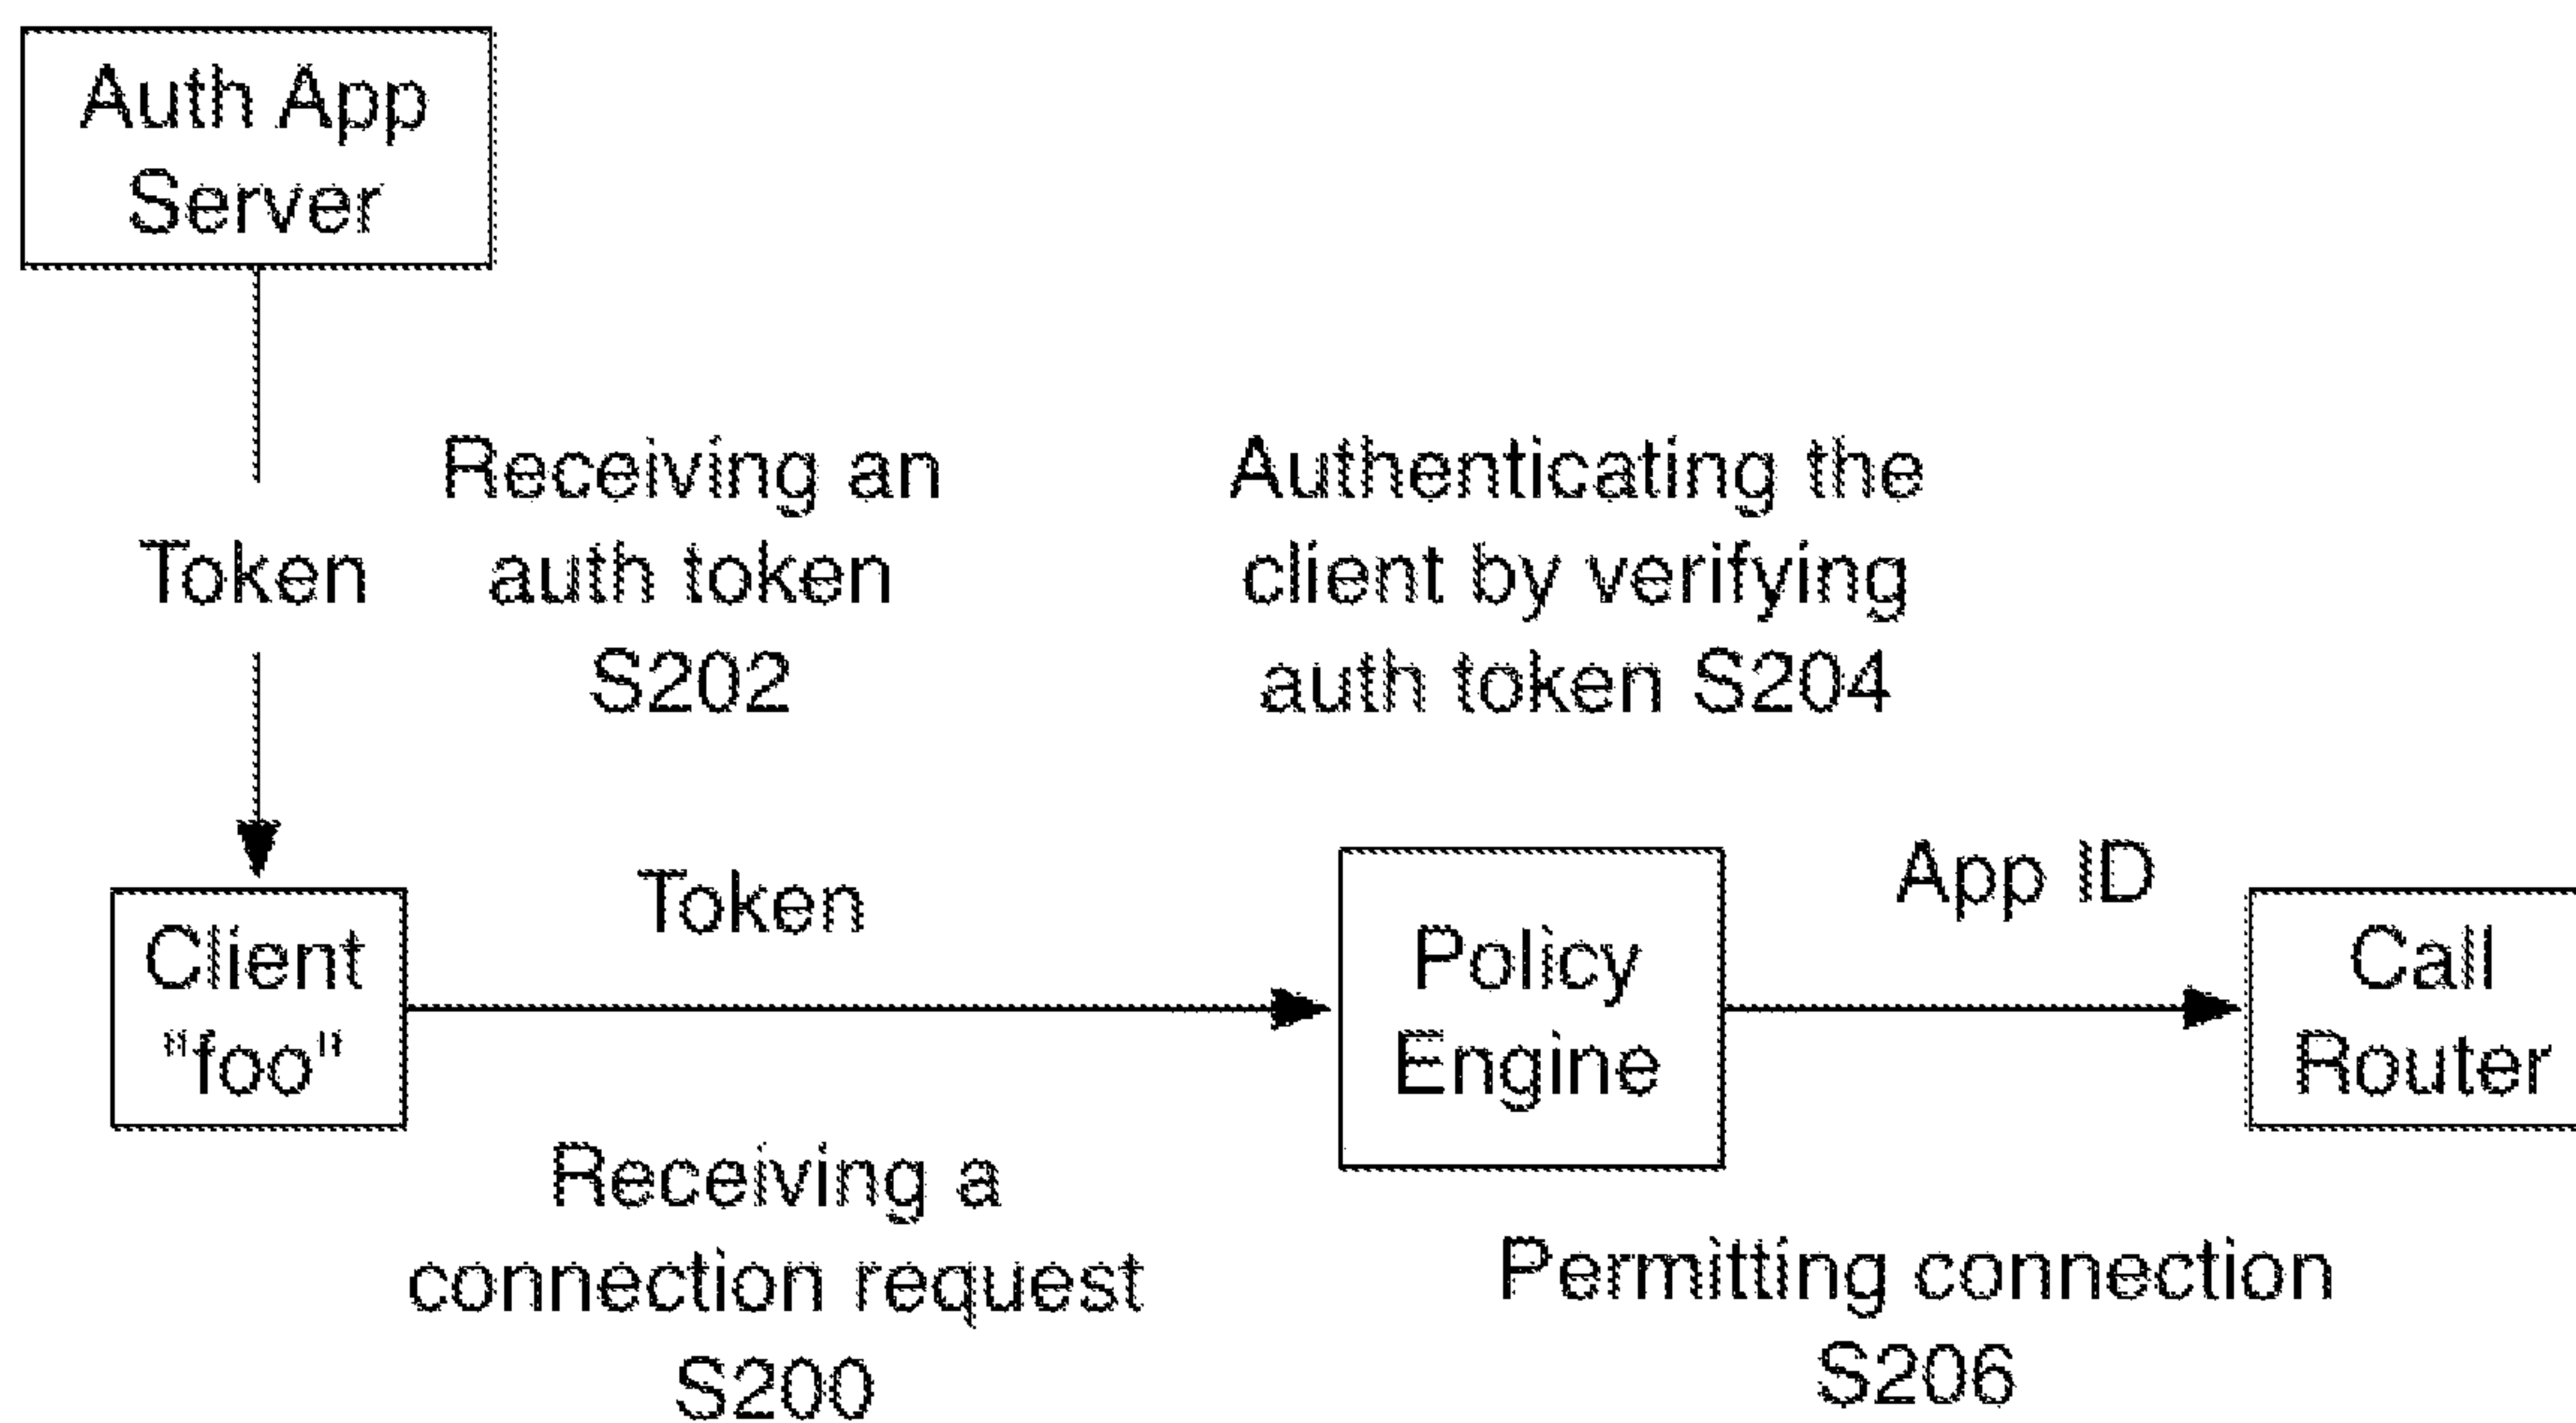 Auth App
Server
Token
Receiving an
auth token
S202
Authenticating the
client by verifying
auth token S204
Client
"foo"
Token
Receiving a
connection request
S200
Policy
Engine
App ID
Permitting connection
S206
Call
Router